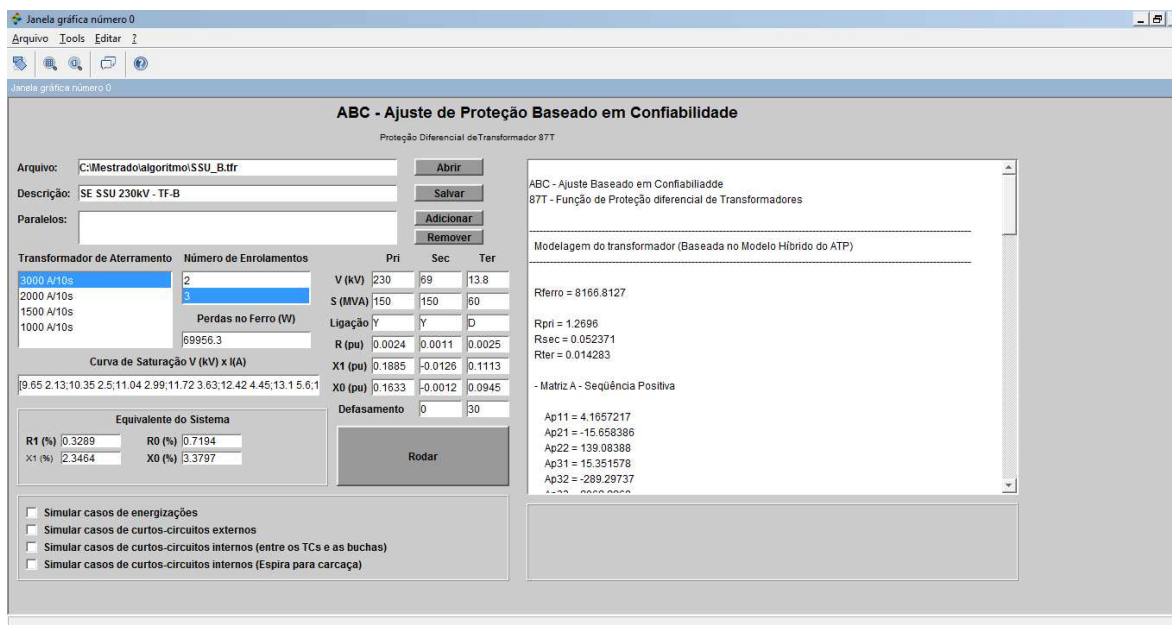 Janela gráfica número 0
Arquivo Tools Editar ?
Janela gráfica número 0
ABC - Ajuste de Proteção Baseado em Confiabilidade
Proteção Diferencial deTransformador 87T
Arquivo: C:\Mestrado\algoritmo\SSU_B.tfr Abrir
Descrição: SE SSU 230kV - TF-B Salvar
Paralelos: Adicionar
Remover
Transformador de Aterramento Número de Enrolamentos
3000 A/10s
2000 A/10s
1500 A/10s
1000 A/10s
2
3
Perdas no Ferro (W)
69956.3
Curva de Saturação V (kV) x I(A)
[9.65 2.13;10.35 2.5;11.04 2.99;11.72 3.63;12.42 4.45;13.1 5.6;1
Pri Sec Ter
V (kV) 230 69 13.8
S (MVA) 150 150 60
Ligação Y Y D
R (pu) 0.0024 0.0011 0.0025
X1 (pu) 0.1885 -0.0126 0.1113
X0 (pu) 0.1633 -0.0012 0.0945
Defasamento 0 30
Equivalente do Sistema
R1 (%) 0.3289 R0 (%) 0.7194
X1 (%) 2.3464 X0 (%) 3.3797
Rodar
Simular casos de energizações
Simular casos de curtos-circuitos externos
Simular casos de curtos-circuitos internos (entre os TCs e as buchas)
Simular casos de curtos-circuitos internos (Espira para carcaça)
ABC - Ajuste Baseado em Confiabiliadde
87T - Função de Proteção diferencial de Transformadores
Modelagem do transformador (Baseada no Modelo Híbrido do ATP)
Rferro = 8166.8127
Rpri = 1.2696
Rsec = 0.052371
Rter = 0.014283
- Matriz A - Seqüência Positiva
Ap11 = 4.1657217
Ap21 = -15.658386
Ap22 = 139.08388
Ap31 = 15.351578
Ap32 = -289.29737